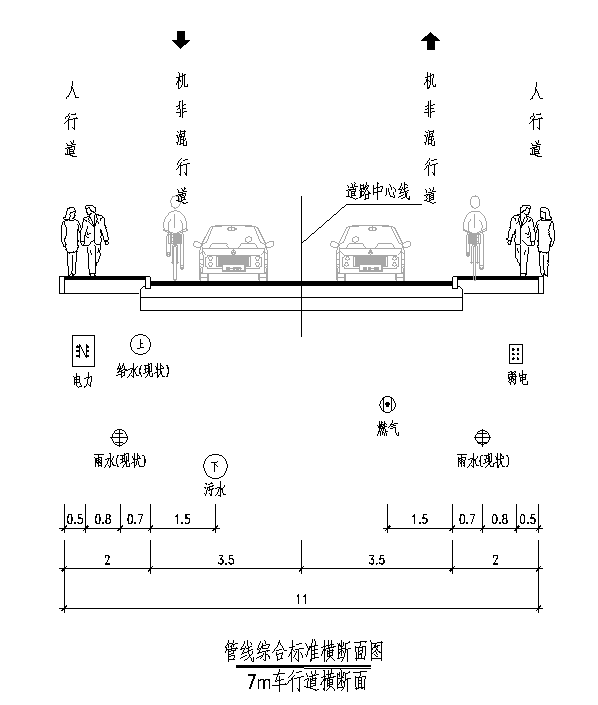 人行道
机非混行道
机非混行道
人行道
道路中心线
上
电力
给水(现状)
弱电
燃气
雨水(现状)
下
污水
雨水(现状)
0.5 0.8 0.7 1.5 1.5 0.7 0.8 0.5
2 3.5 3.5 2
11
管线综合标准横断面图
7m车行道横断面